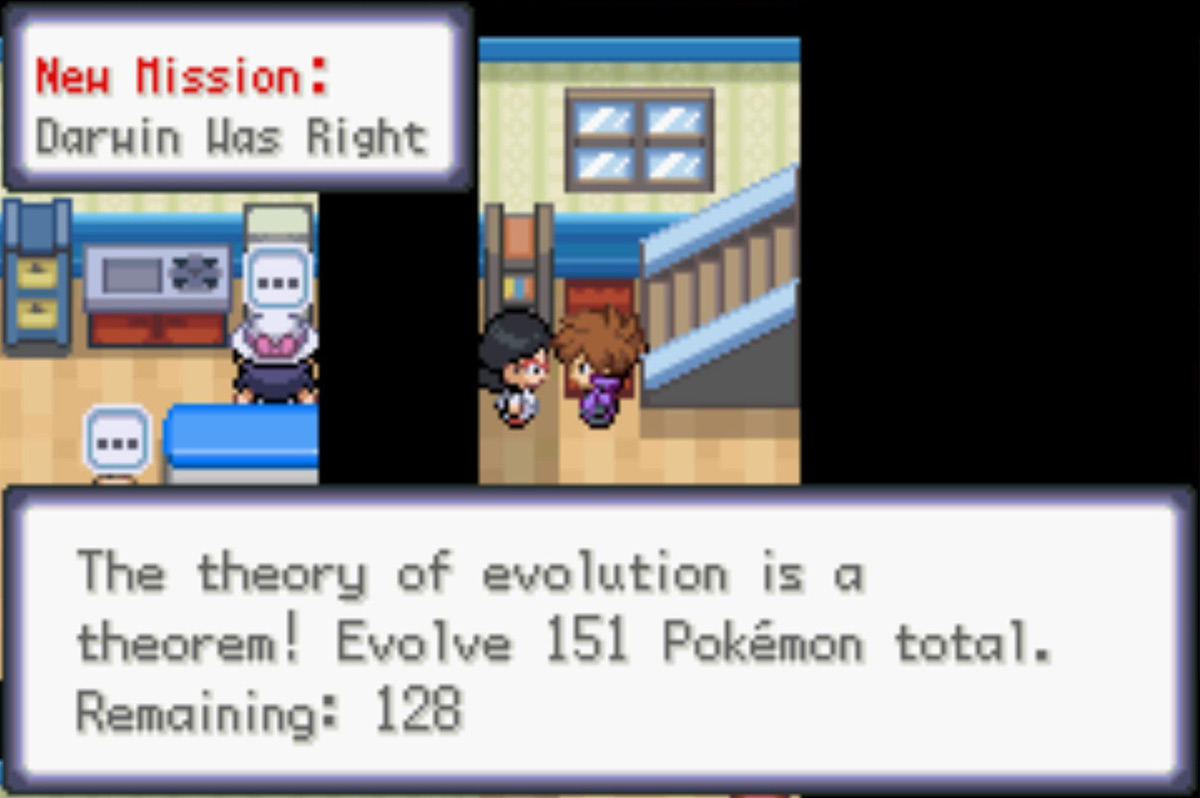 New Mission:
Darwin Was Right
...
...
The theory of evolution is a
theorem! Evolve 151 Pokémon total.
Remaining: 128